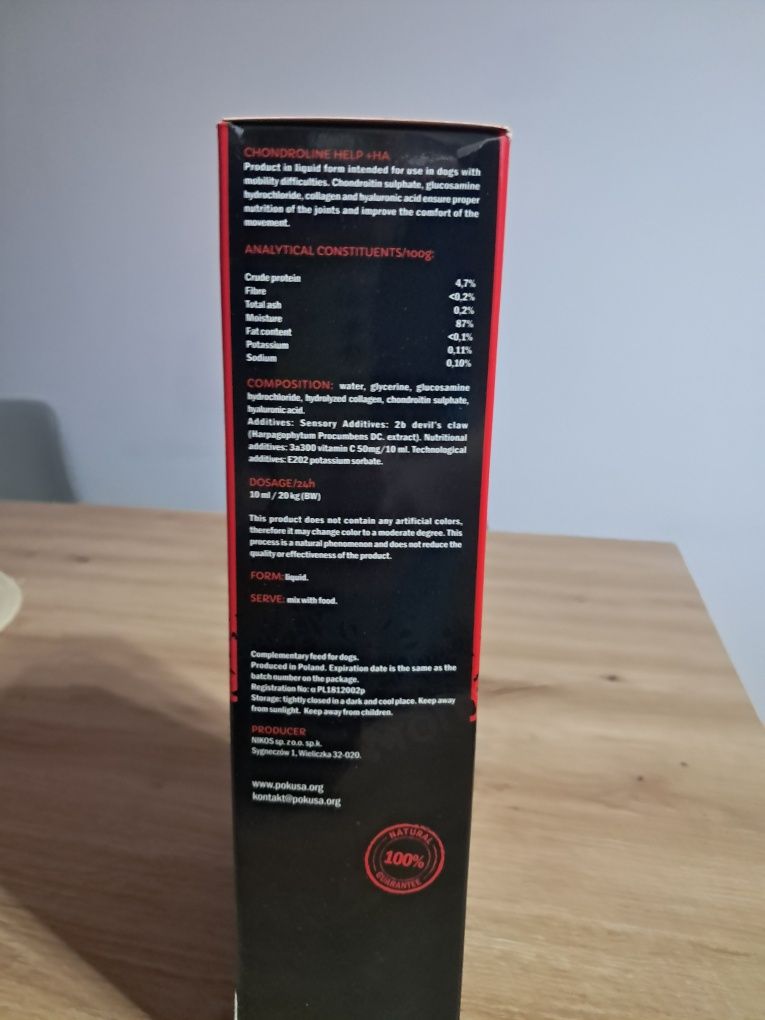 CHONDROLINE HELP +HA
Product in liquid form intended for use in dogs with
mobility difficulties. Chondroitin sulphate, glucosamine
hydrochloride, collagen and hyaluronic acid ensure proper
nutrition of the joints and improve the comfort of the
movement.
ANALYTICAL CONSTITUENTS/100g:
Crude protein 4,7%
Fibre <0,2%
Total ash 0,2%
Moisture 87%
Fat content <0,1%
Potassium 0,11%
Sodium 0,10%
COMPOSITION: water, glycerine, glucosamine
hydrochloride, hydrolyzed collagen, chondroitin sulphate,
hyaluronic acid.
Additives: Sensory Additives: 2b devil's claw
(Harpagophytum Procumbens DC. extract). Nutritional
additives: 3a300 vitamin C 50mg/10 ml. Technological
additives: E202 potassium sorbate.
DOSAGE/24h
10 ml / 20 kg (BW)
This product does not contain any artificial colors,
therefore it may change color to a moderate degree. This
process is a natural phenomenon and does not reduce the
quality or effectiveness of the product.
FORM: liquid.
SERVE: mix with food.
Complementary feed for dogs.
Produced in Poland. Expiration date is the same as the
batch number on the package.
Registration No: α PL1812002p
Storage: tightly closed in a dark and cool place. Keep away
from sunlight. Keep away from children.
PRODUCER
NIKOS sp. z o.o. sp.k.
Sygneczów 1, Wieliczka 32-020.
www.pokusa.org
kontakt@pokusa.org
NATURAL
100%
GUARANTEE